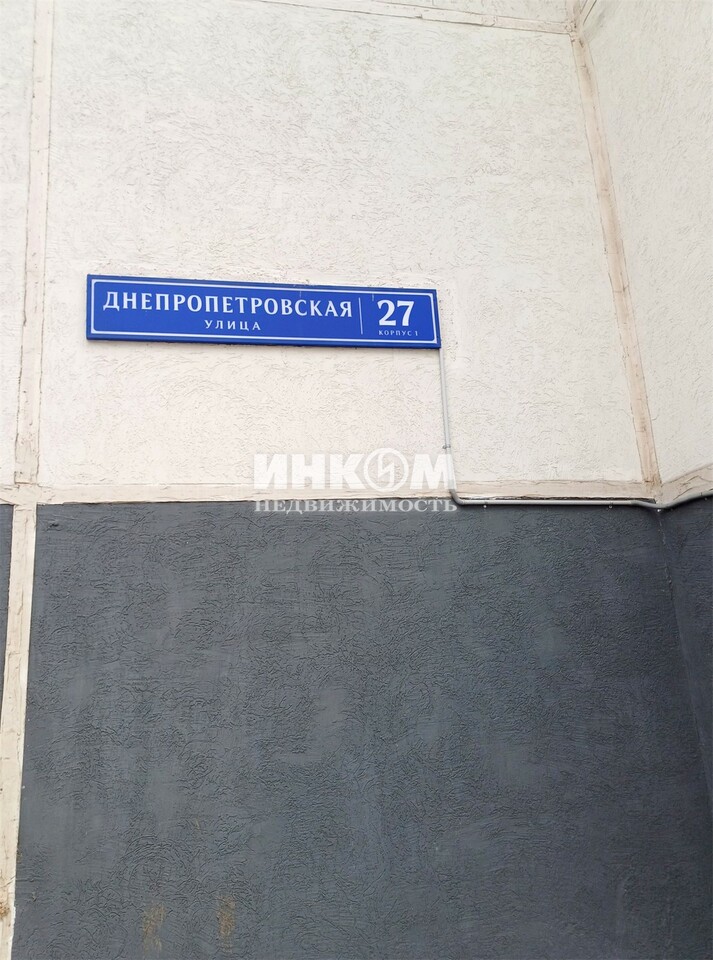 ДНЕПРОПЕТРОВСКАЯ
УЛИЦА
27
КОРПУС 1
ИНКОМ
НЕДВИЖИМОСТЬ